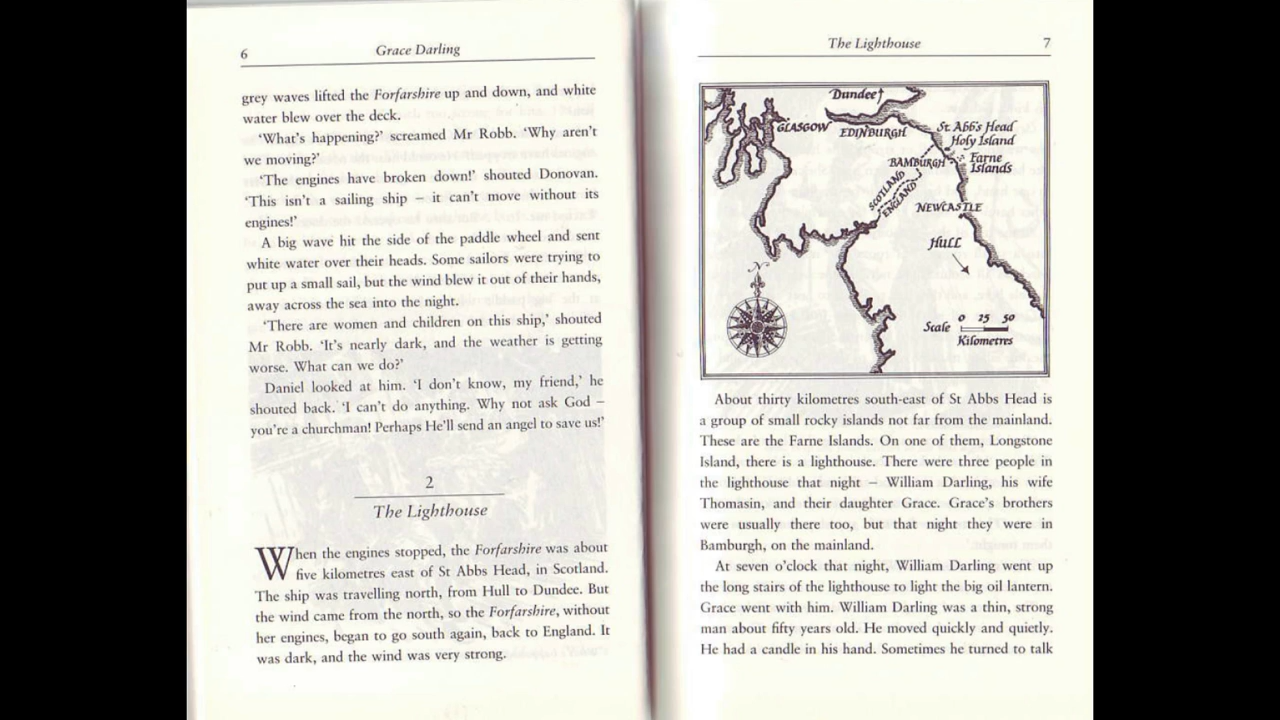 6
Grace Darling
grey waves lifted the Forfarshire up and down, and white
water blew over the deck.
‘What’s happening?’ screamed Mr Robb. ‘Why aren’t
we moving?’
‘The engines have broken down!’ shouted Donovan.
‘This isn’t a sailing ship – it can’t move without its
engines!’
A big wave hit the side of the paddle wheel and sent
white water over their heads. Some sailors were trying to
put up a small sail, but the wind blew it out of their hands,
away across the sea into the night.
‘There are women and children on this ship,’ shouted
Mr Robb. ‘It’s nearly dark, and the weather is getting
worse. What can we do?’
Daniel looked at him. ‘I don’t know, my friend,’ he
shouted back. ‘I can’t do anything. Why not ask God –
you’re a churchman! Perhaps He’ll send an angel to save us!’
2
The Lighthouse
When the engines stopped, the Forfarshire was about
five kilometres east of St Abbs Head, in Scotland.
The ship was travelling north, from Hull to Dundee. But
the wind came from the north, so the Forfarshire, without
her engines, began to go south again, back to England. It
was dark, and the wind was very strong.
The Lighthouse
7
Dundee
GLASGOW
EDINBURGH
St Abb's Head
Holy Island
BAMBURGH
Farne
Islands
SCOTLAND
ENGLAND
NEWCASTLE
HULL
N
Scale
0 25 50
Kilometres
About thirty kilometres south-east of St Abbs Head is
a group of small rocky islands not far from the mainland.
These are the Farne Islands. On one of them, Longstone
Island, there is a lighthouse. There were three people in
the lighthouse that night – William Darling, his wife
Thomasin, and their daughter Grace. Grace’s brothers
were usually there too, but that night they were in
Bamburgh, on the mainland.
At seven o’clock that night, William Darling went up
the long stairs of the lighthouse to light the big oil lantern.
Grace went with him. William Darling was a thin, strong
man about fifty years old. He moved quickly and quietly.
He had a candle in his hand. Sometimes he turned to talk